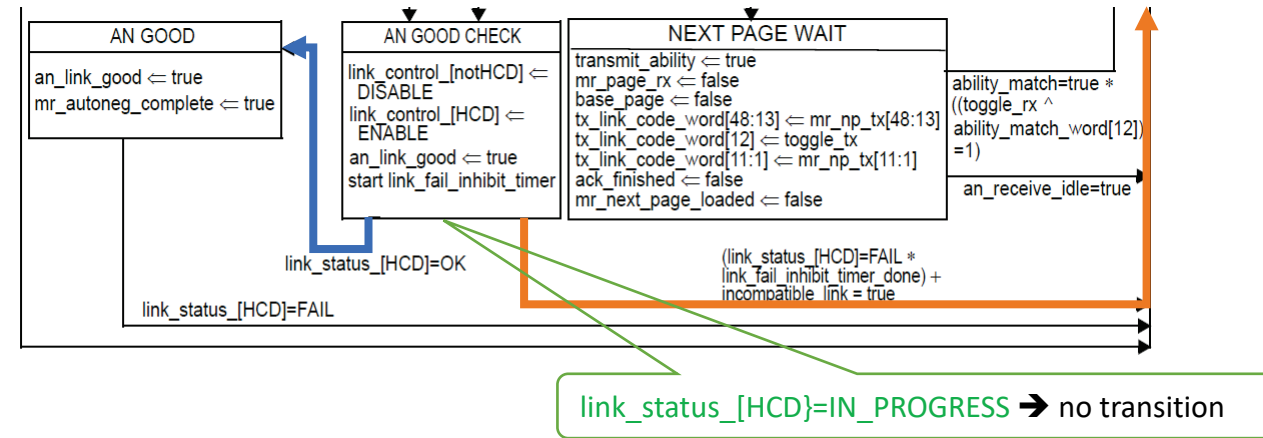 AN GOOD
an_link_good ⇐ true
mr_autoneg_complete ⇐ true
AN GOOD CHECK
link_control_[notHCD] ⇐
DISABLE
link_control_[HCD] ⇐
ENABLE
an_link_good ⇐ true
start link_fail_inhibit_timer
NEXT PAGE WAIT
transmit_ability ⇐ true
mr_page_rx ⇐ false
base_page ⇐ false
tx_link_code_word[48:13] ⇐ mr_np_tx[48:13]
tx_link_code_word[12] ⇐ toggle_tx
tx_link_code_word[11:1] ⇐ mr_np_tx[11:1]
ack_finished ⇐ false
mr_next_page_loaded ⇐ false
ability_match=true *
((toggle_rx ^
ability_match_word[12])
=1)
an_receive_idle=true
link_status_[HCD]=OK
(link_status_[HCD]=FAIL *
link_fail_inhibit_timer_done) +
incompatible_link = true
link_status_[HCD]=FAIL
link_status_[HCD}=IN_PROGRESS ➔ no transition